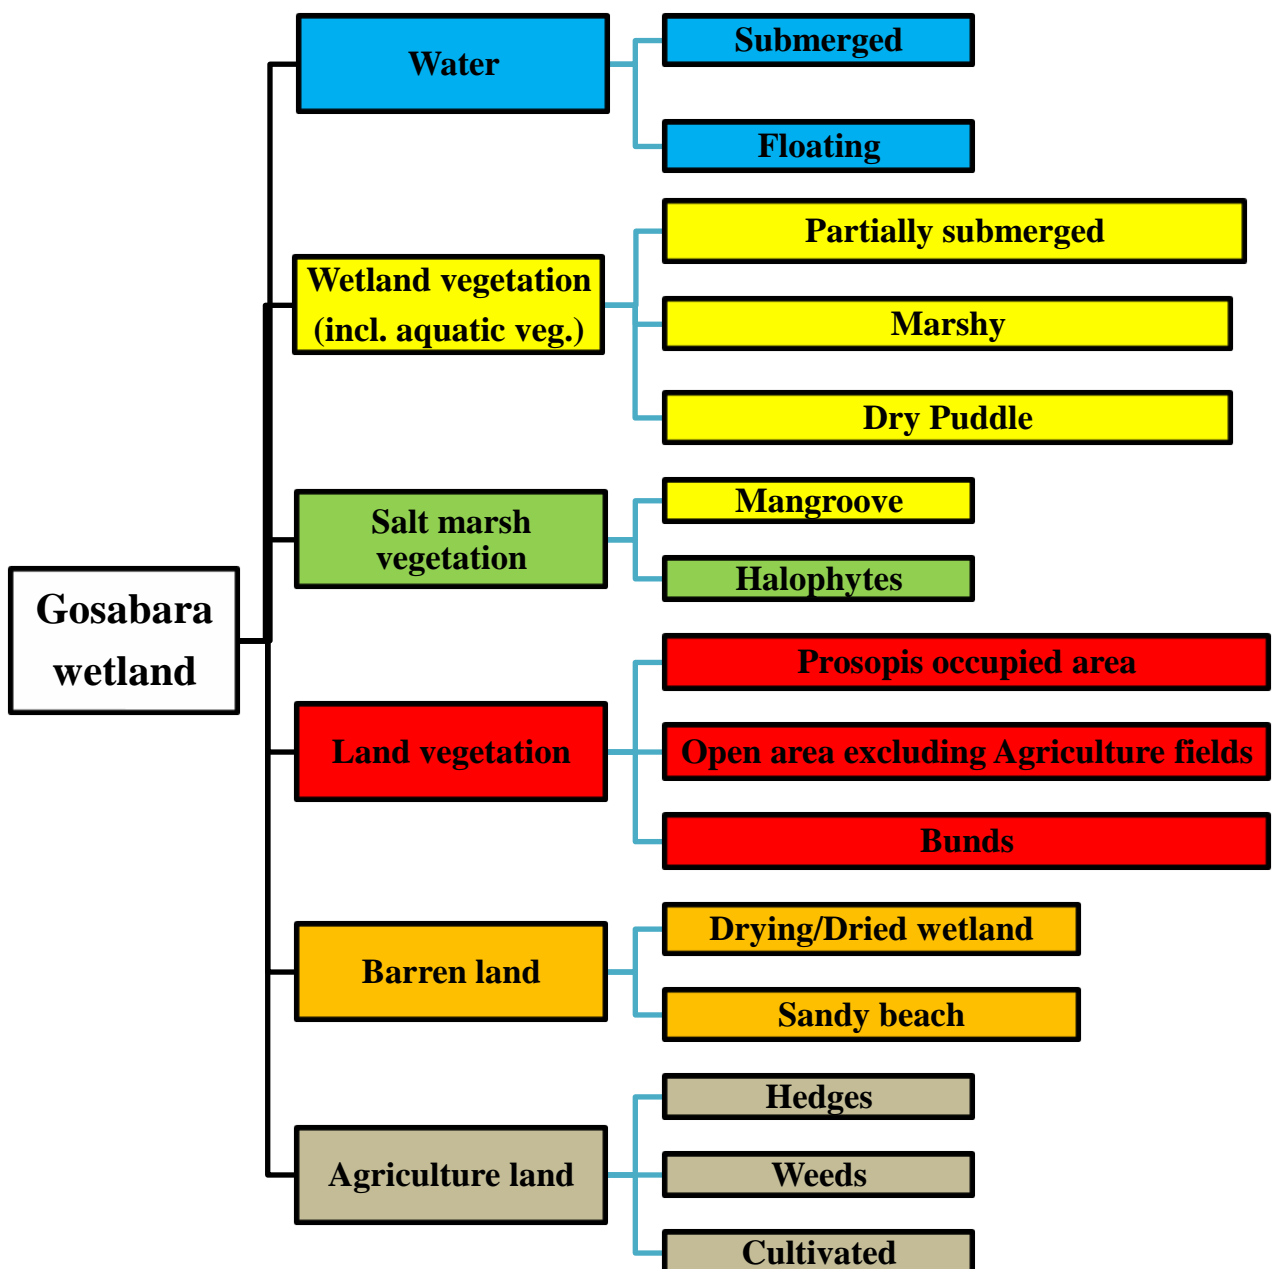 Gosabara
wetland
Water
Submerged
Floating
Wetland vegetation
(incl. aquatic veg.)
Partially submerged
Marshy
Dry Puddle
Salt marsh
vegetation
Mangroove
Halophytes
Land vegetation
Prosopis occupied area
Open area excluding Agriculture fields
Bunds
Barren land
Drying/Dried wetland
Sandy beach
Agriculture land
Hedges
Weeds
Cultivated